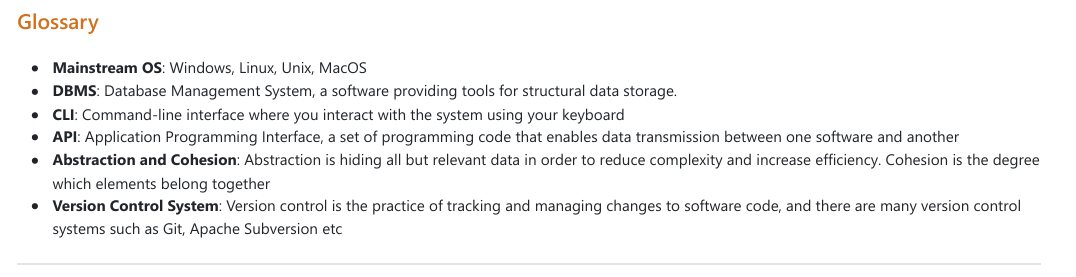 Glossary
Mainstream OS: Windows, Linux, Unix, MacOS
DBMS: Database Management System, a software providing tools for structural data storage.
CLI: Command-line interface where you interact with the system using your keyboard
API: Application Programming Interface, a set of programming code that enables data transmission between one software and another
Abstraction and Cohesion: Abstraction is hiding all but relevant data in order to reduce complexity and increase efficiency. Cohesion is the degree
which elements belong together
Version Control System: Version control is the practice of tracking and managing changes to software code, and there are many version control
systems such as Git, Apache Subversion etc